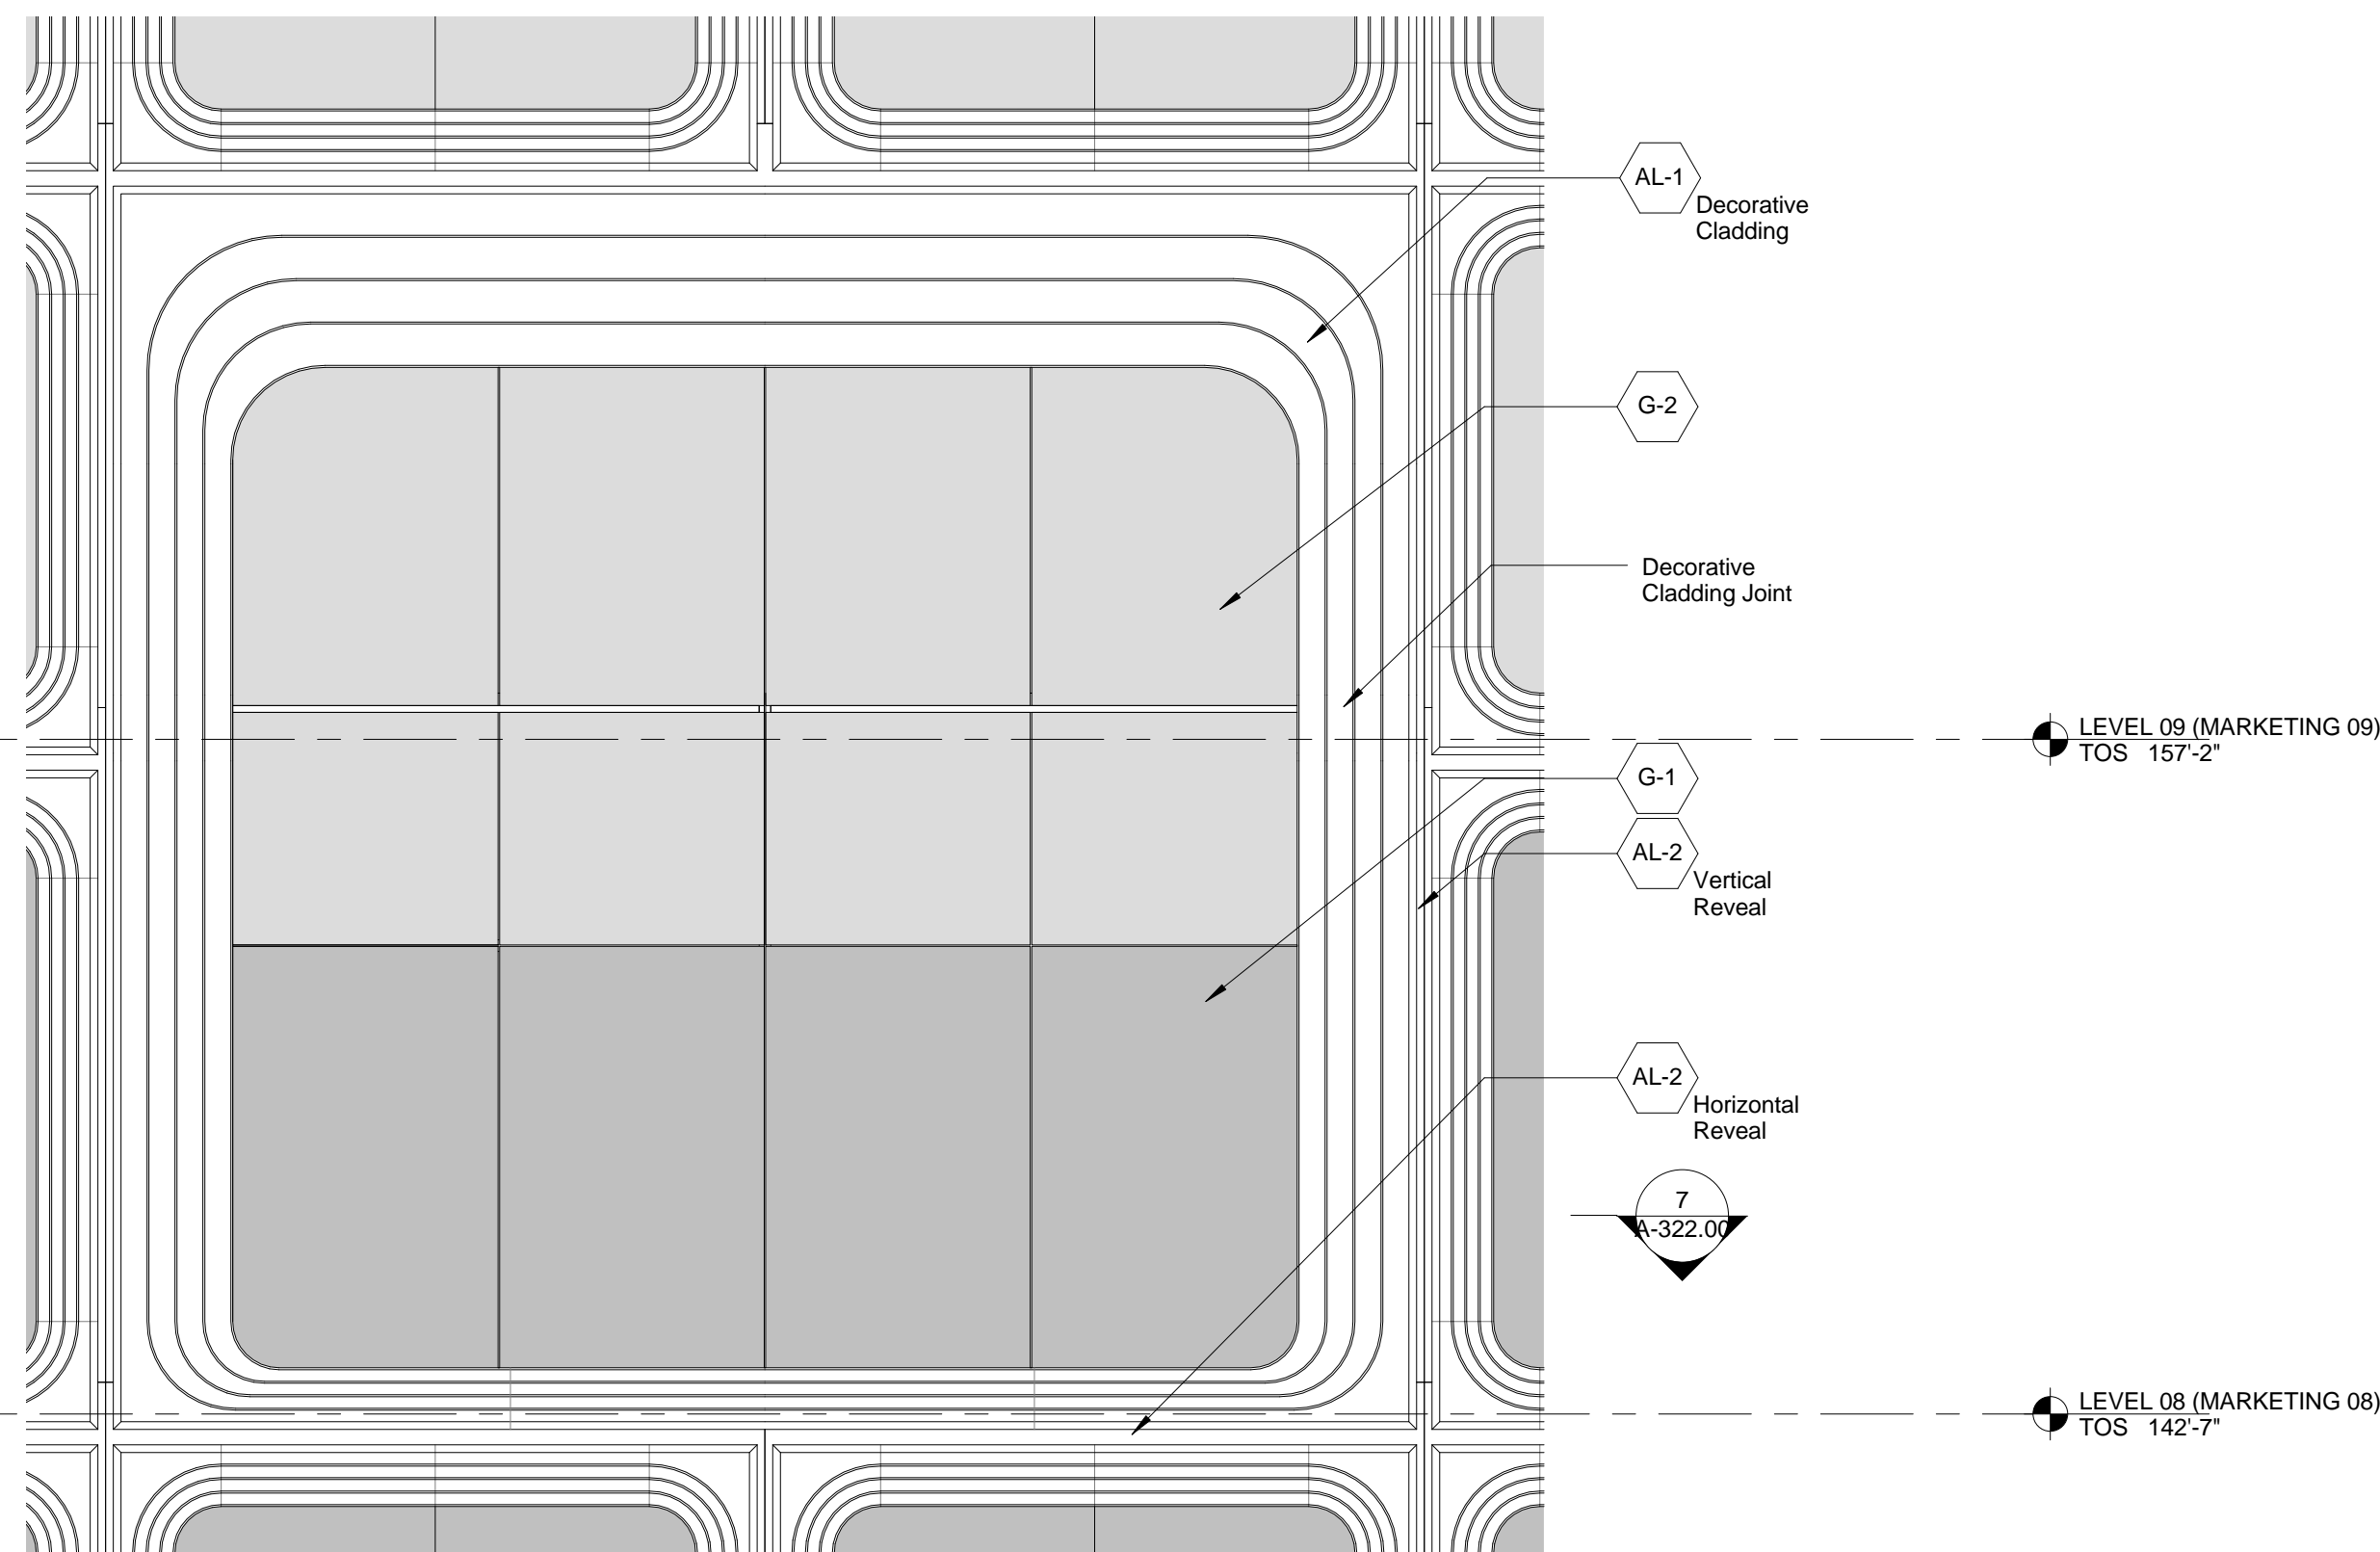 AL-1
Decorative
Cladding
G-2
Decorative
Cladding Joint
LEVEL 09 (MARKETING 09)
TOS 157'-2"
G-1
AL-2
Vertical
Reveal
AL-2
Horizontal
Reveal
7
A-322.00
LEVEL 08 (MARKETING 08)
TOS 142'-7"